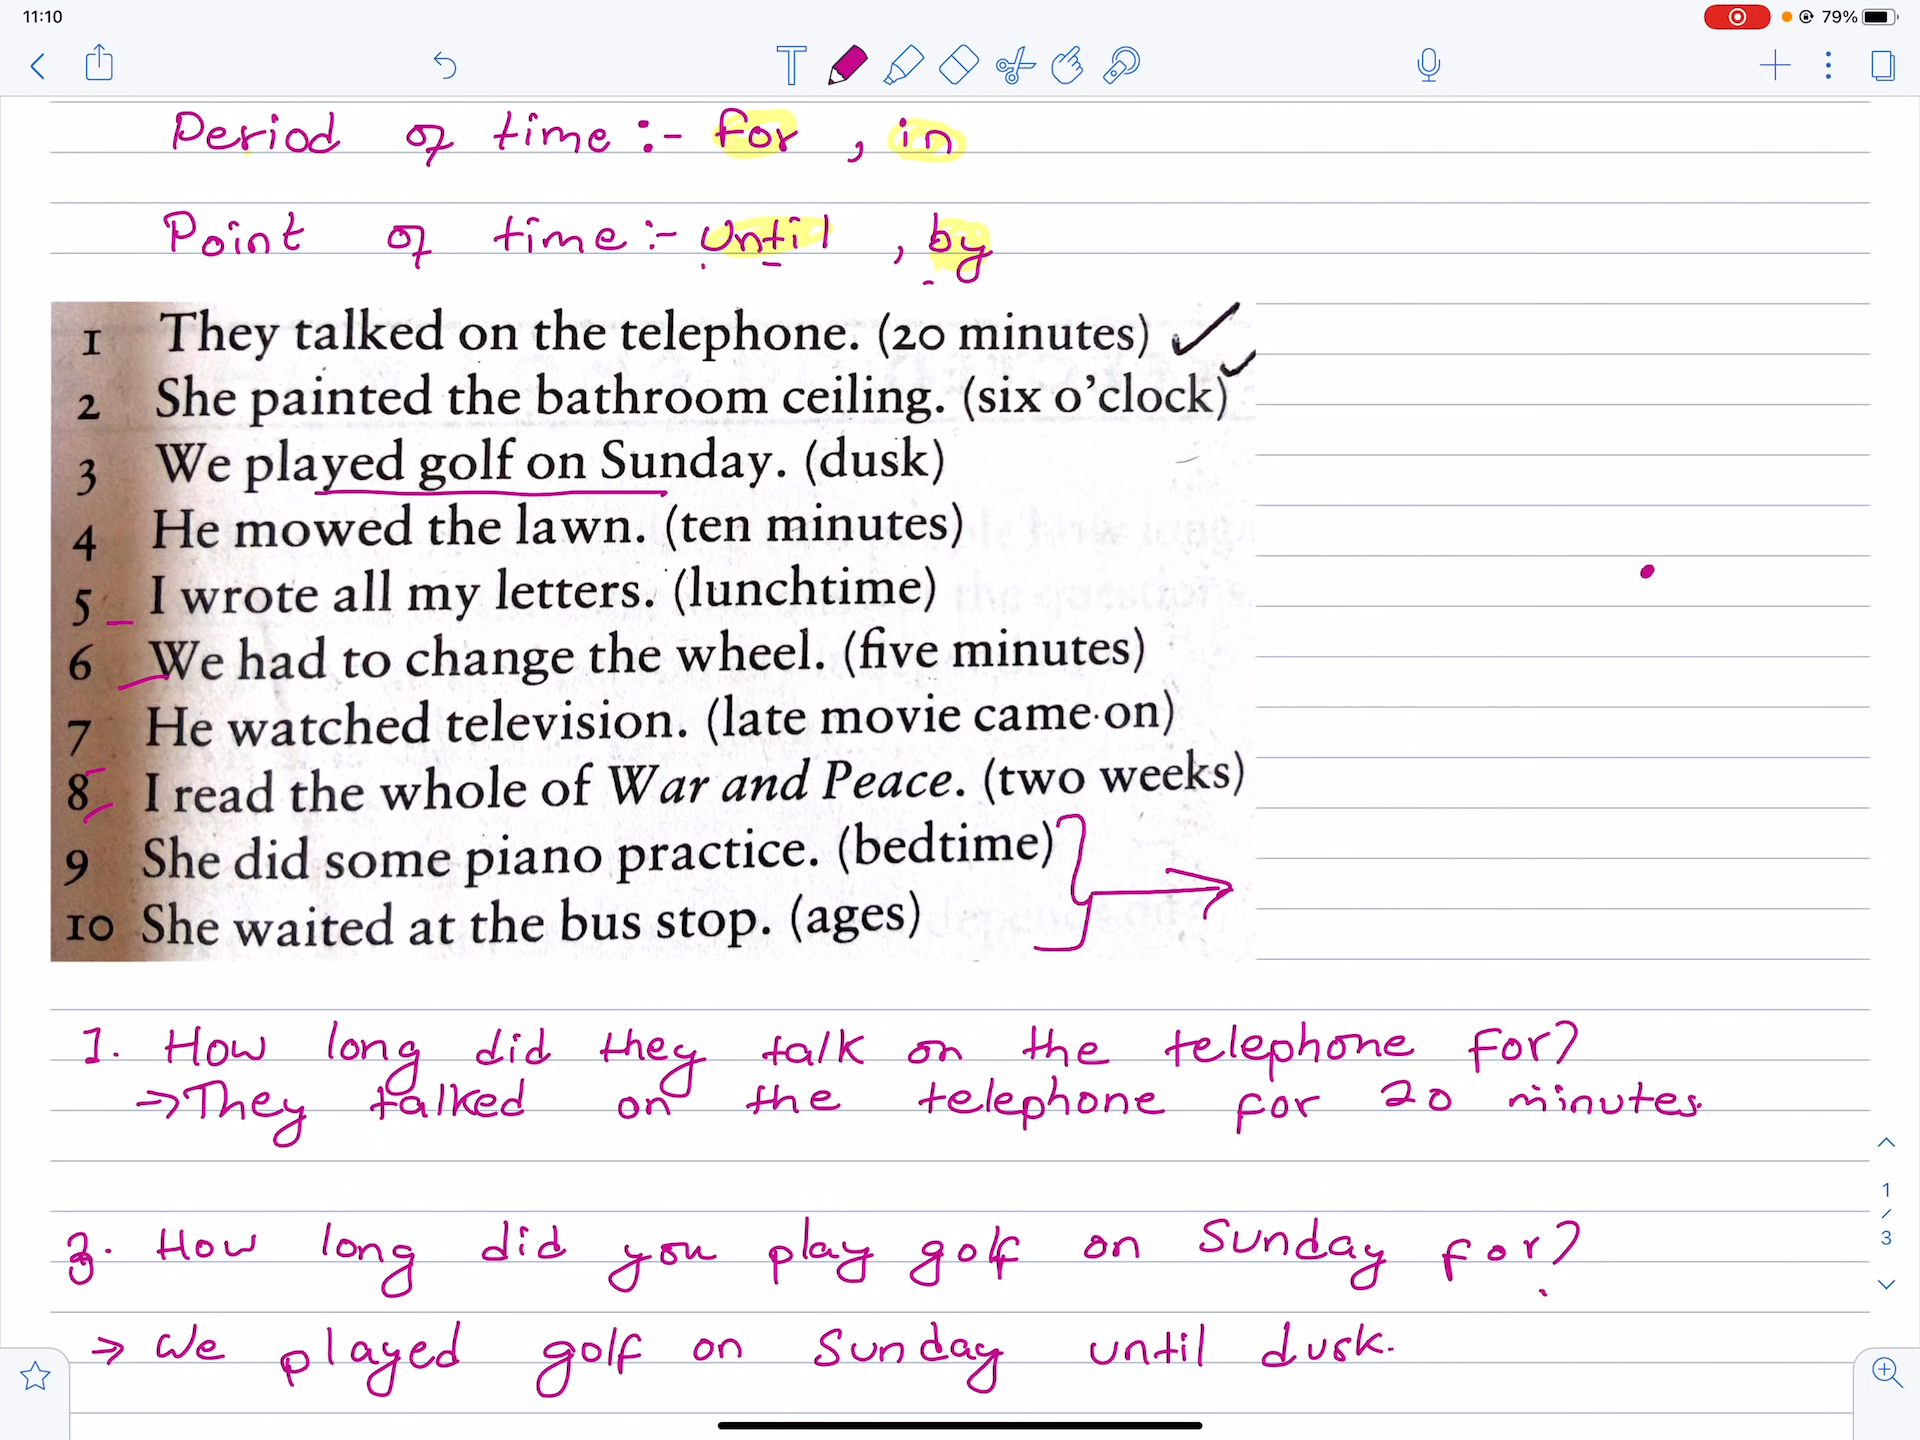 11:10
79%
Period of time :- for , in
Point of time :- Until , by
1 They talked on the telephone. (20 minutes)
2 She painted the bathroom ceiling. (six o'clock)
3 We played golf on Sunday. (dusk)
4 He mowed the lawn. (ten minutes)
5 I wrote all my letters. (lunchtime)
6 We had to change the wheel. (five minutes)
7 He watched television. (late movie came on)
8 I read the whole of War and Peace. (two weeks)
9 She did some piano practice. (bedtime)
10 She waited at the bus stop. (ages)
1. How long did they talk on the telephone for?
→ They talked on the telephone for 20 minutes.
3. How long did you play golf on Sunday for?
→ We played golf on Sunday until dusk.
1
/
3